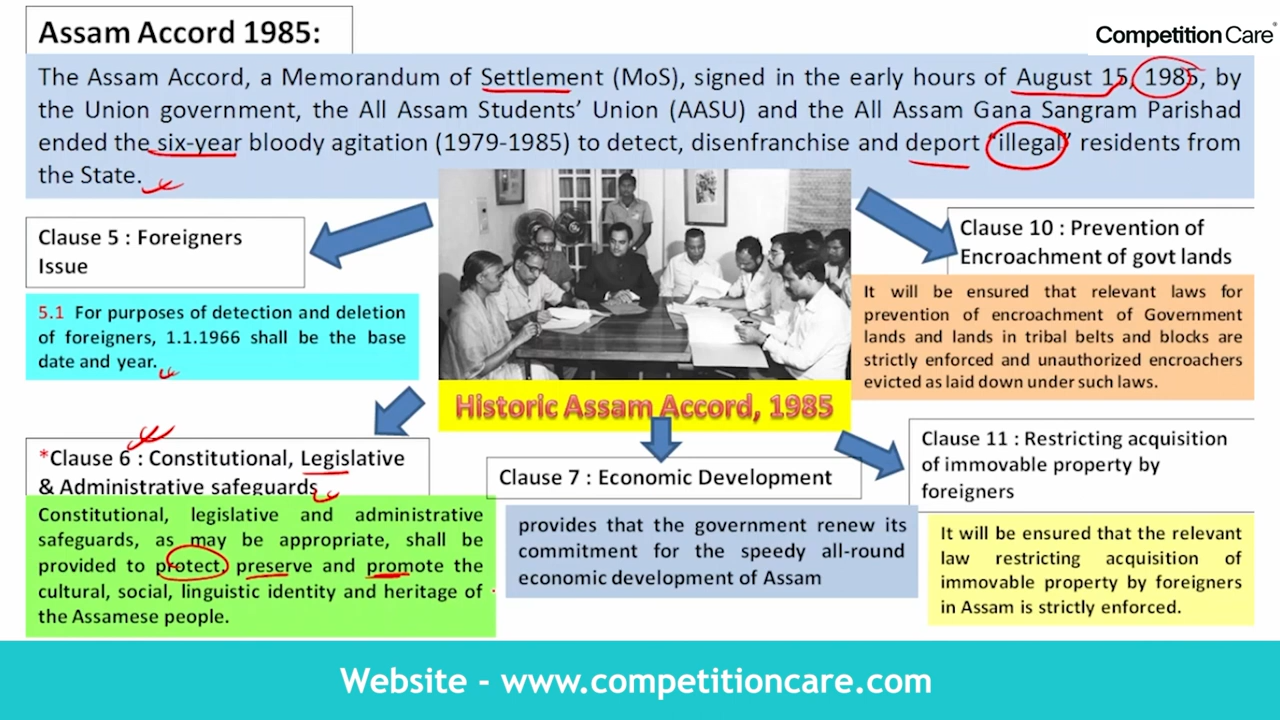 Assam Accord 1985:
Competition Care
The Assam Accord, a Memorandum of Settlement (MoS), signed in the early hours of August 15, 1985, by
the Union government, the All Assam Students’ Union (AASU) and the All Assam Gana Sangram Parishad
ended the six-year bloody agitation (1979-1985) to detect, disenfranchise and deport “illegal” residents from
the State.
Clause 5 : Foreigners
Issue
5.1 For purposes of detection and deletion
of foreigners, 1.1.1966 shall be the base
date and year.
*Clause 6 : Constitutional, Legislative
& Administrative safeguards
Constitutional, legislative and administrative
safeguards, as may be appropriate, shall be
provided to protect, preserve and promote the
cultural, social, linguistic identity and heritage of
the Assamese people.
Historic Assam Accord, 1985
Clause 7 : Economic Development
provides that the government renew its
commitment for the speedy all-round
economic development of Assam
Clause 10 : Prevention of
Encroachment of govt lands
It will be ensured that relevant laws for
prevention of encroachment of Government
lands and lands in tribal belts and blocks are
strictly enforced and unauthorized encroachers
evicted as laid down under such laws.
Clause 11 : Restricting acquisition
of immovable property by
foreigners
It will be ensured that the relevant
law restricting acquisition of
immovable property by foreigners
in Assam is strictly enforced.
Website - www.competitioncare.com